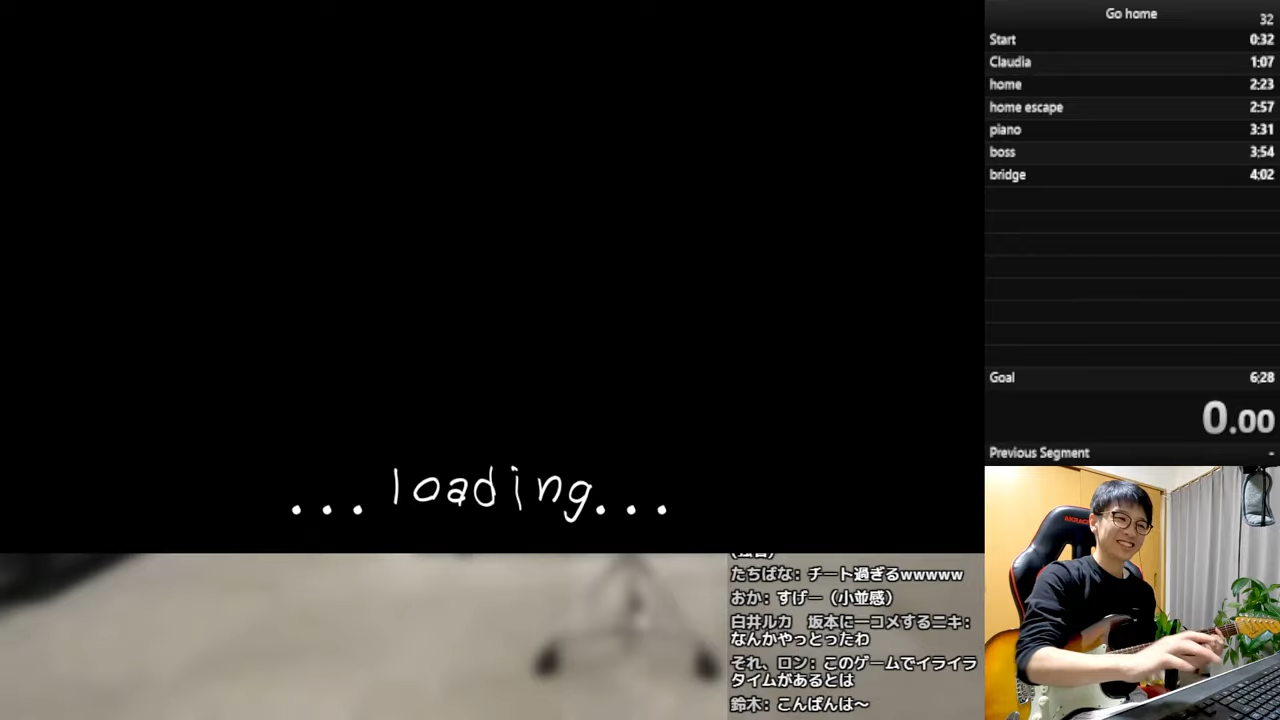 Go home
32
Start 0:32
Claudia 1:07
home 2:23
home escape 2:57
piano 3:31
boss 3:54
bridge 4:02
Goal 6:28
0.00
Previous Segment -
...loading...
たちばな: チート過ぎるwwwww
おか: すげー（小並感）
白井ルカ　坂本に一コメするニキ:
なんかやっとったわ
それ、ロン: このゲームでイライラ
タイムがあるとは
鈴木: こんばんは～
AKRACING